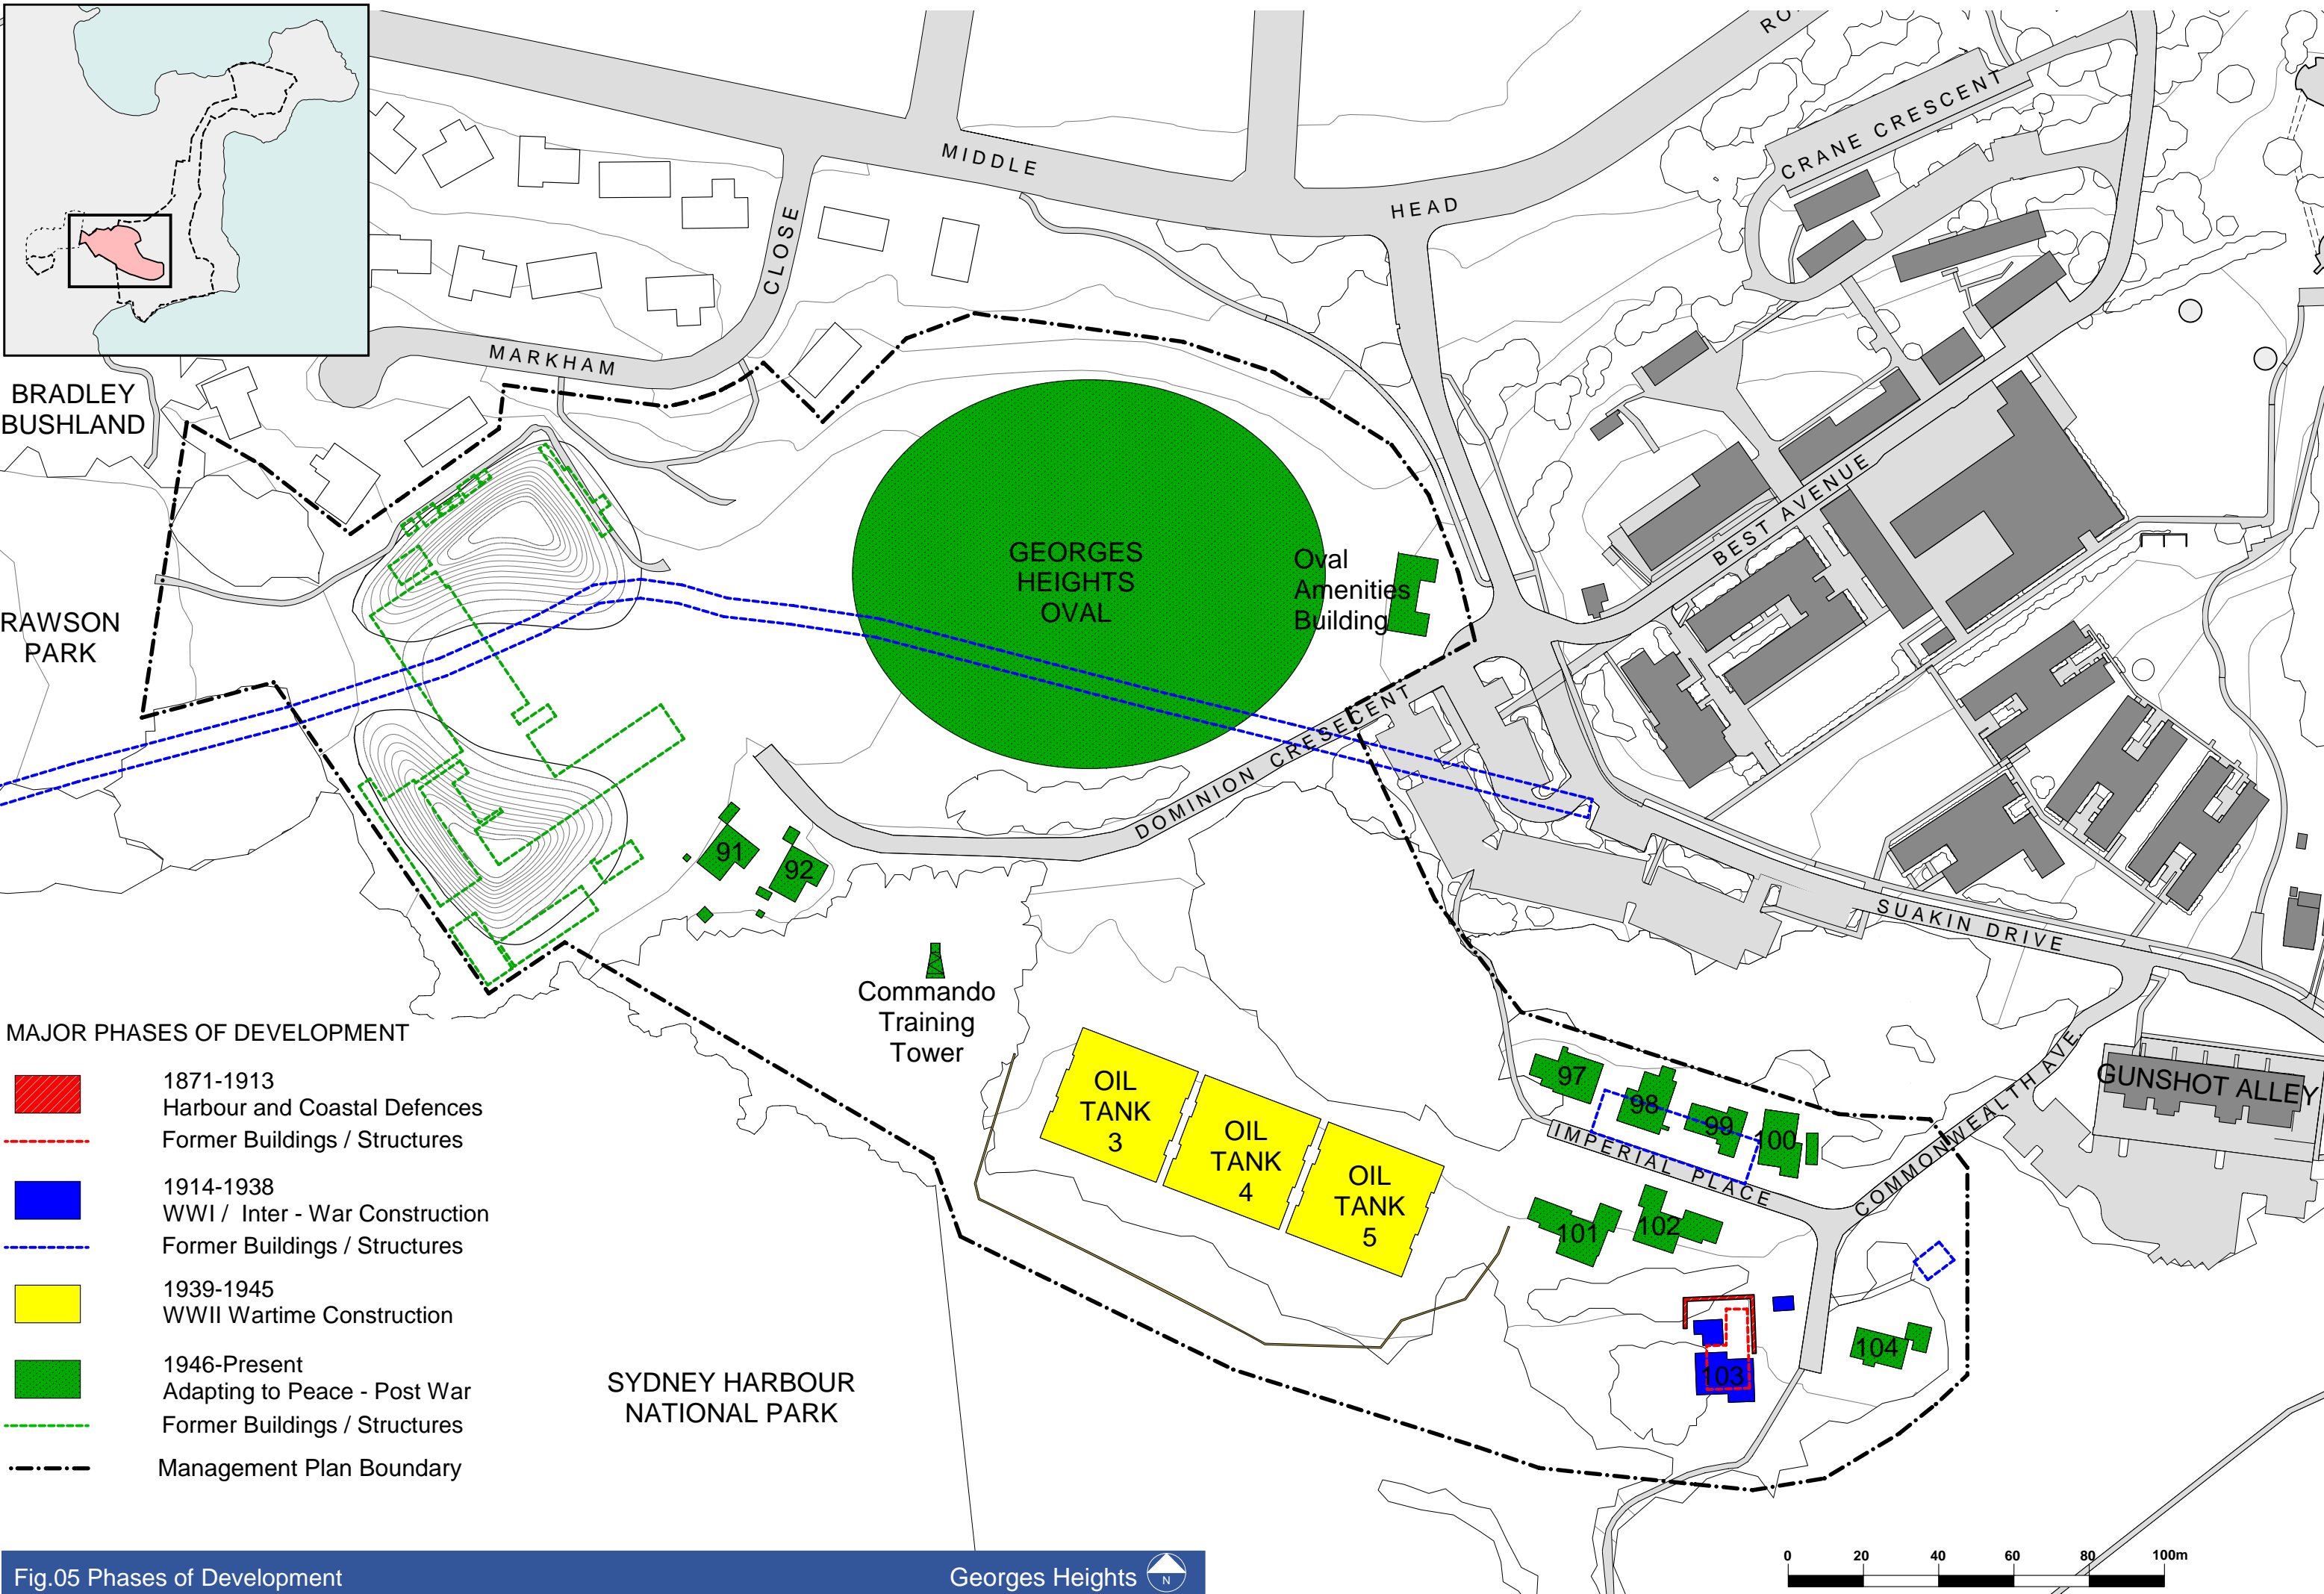 RO
MIDDLE
HEAD
CRANE CRESCENT
CLOSE
MARKHAM
BRADLEY
BUSHLAND
RAWSON
PARK
GEORGES
HEIGHTS
OVAL
Oval
Amenities
Building
BEST AVENUE
DOMINION CRESECENT
SUAKIN DRIVE
91
92
Commando
Training
Tower
OIL
TANK
3
OIL
TANK
4
OIL
TANK
5
97
98
99
100
IMPERIAL PLACE
101
102
103
104
COMMONWEALTH AVE
GUNSHOT ALLEY
SYDNEY HARBOUR
NATIONAL PARK
MAJOR PHASES OF DEVELOPMENT
1871-1913
Harbour and Coastal Defences
Former Buildings / Structures
1914-1938
WWI / Inter - War Construction
Former Buildings / Structures
1939-1945
WWII Wartime Construction
1946-Present
Adapting to Peace - Post War
Former Buildings / Structures
Management Plan Boundary
Fig.05 Phases of Development
Georges Heights
N
0 20 40 60 80 100m